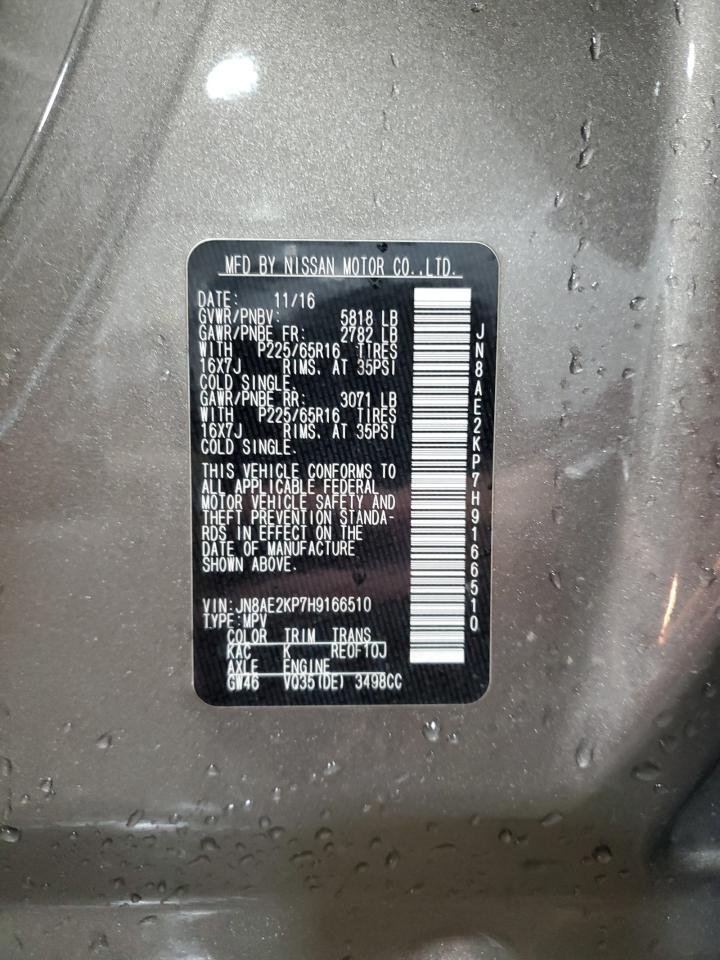 MFD BY NISSAN MOTOR CO.,LTD.
DATE: 11/16
GVWR/PNBV: 5818 LB
GAWR/PNBE FR: 2782 LB
WITH P225/65R16 TIRES
16X7J RIMS. AT 35PSI
COLD SINGLE.
GAWR/PNBE RR: 3071 LB
WITH P225/65R16 TIRES
16X7J RIMS. AT 35PSI
COLD SINGLE.
THIS VEHICLE CONFORMS TO
ALL APPLICABLE FEDERAL
MOTOR VEHICLE SAFETY AND
THEFT PREVENTION STANDA-
RDS IN EFFECT ON THE
DATE OF MANUFACTURE
SHOWN ABOVE.
VIN:JN8AE2KP7H9166510
TYPE:MPV
COLOR TRIM TRANS
KAC K RE0F10J
AXLE ENGINE
GW46 VQ35(DE) 3498CC
JN8AE2KP7H9166510